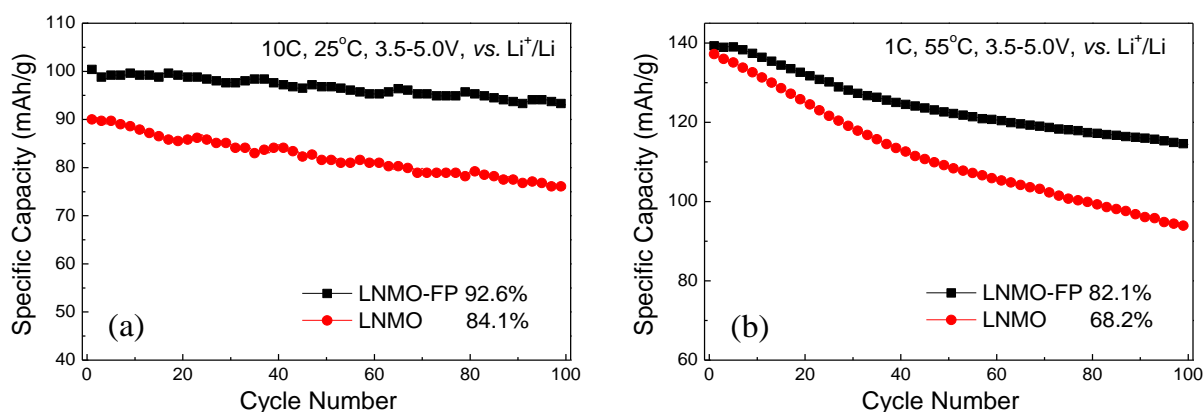 110
100
90
80
70
60
50
40
0
20
40
60
80
100
Specific Capacity (mAh/g)
Cycle Number
10C, 25°C, 3.5-5.0V, vs. Li⁺/Li
LNMO-FP 92.6%
LNMO 84.1%
(a)
140
120
100
80
60
0
20
40
60
80
100
Specific Capacity (mAh/g)
Cycle Number
1C, 55°C, 3.5-5.0V, vs. Li⁺/Li
LNMO-FP 82.1%
LNMO 68.2%
(b)